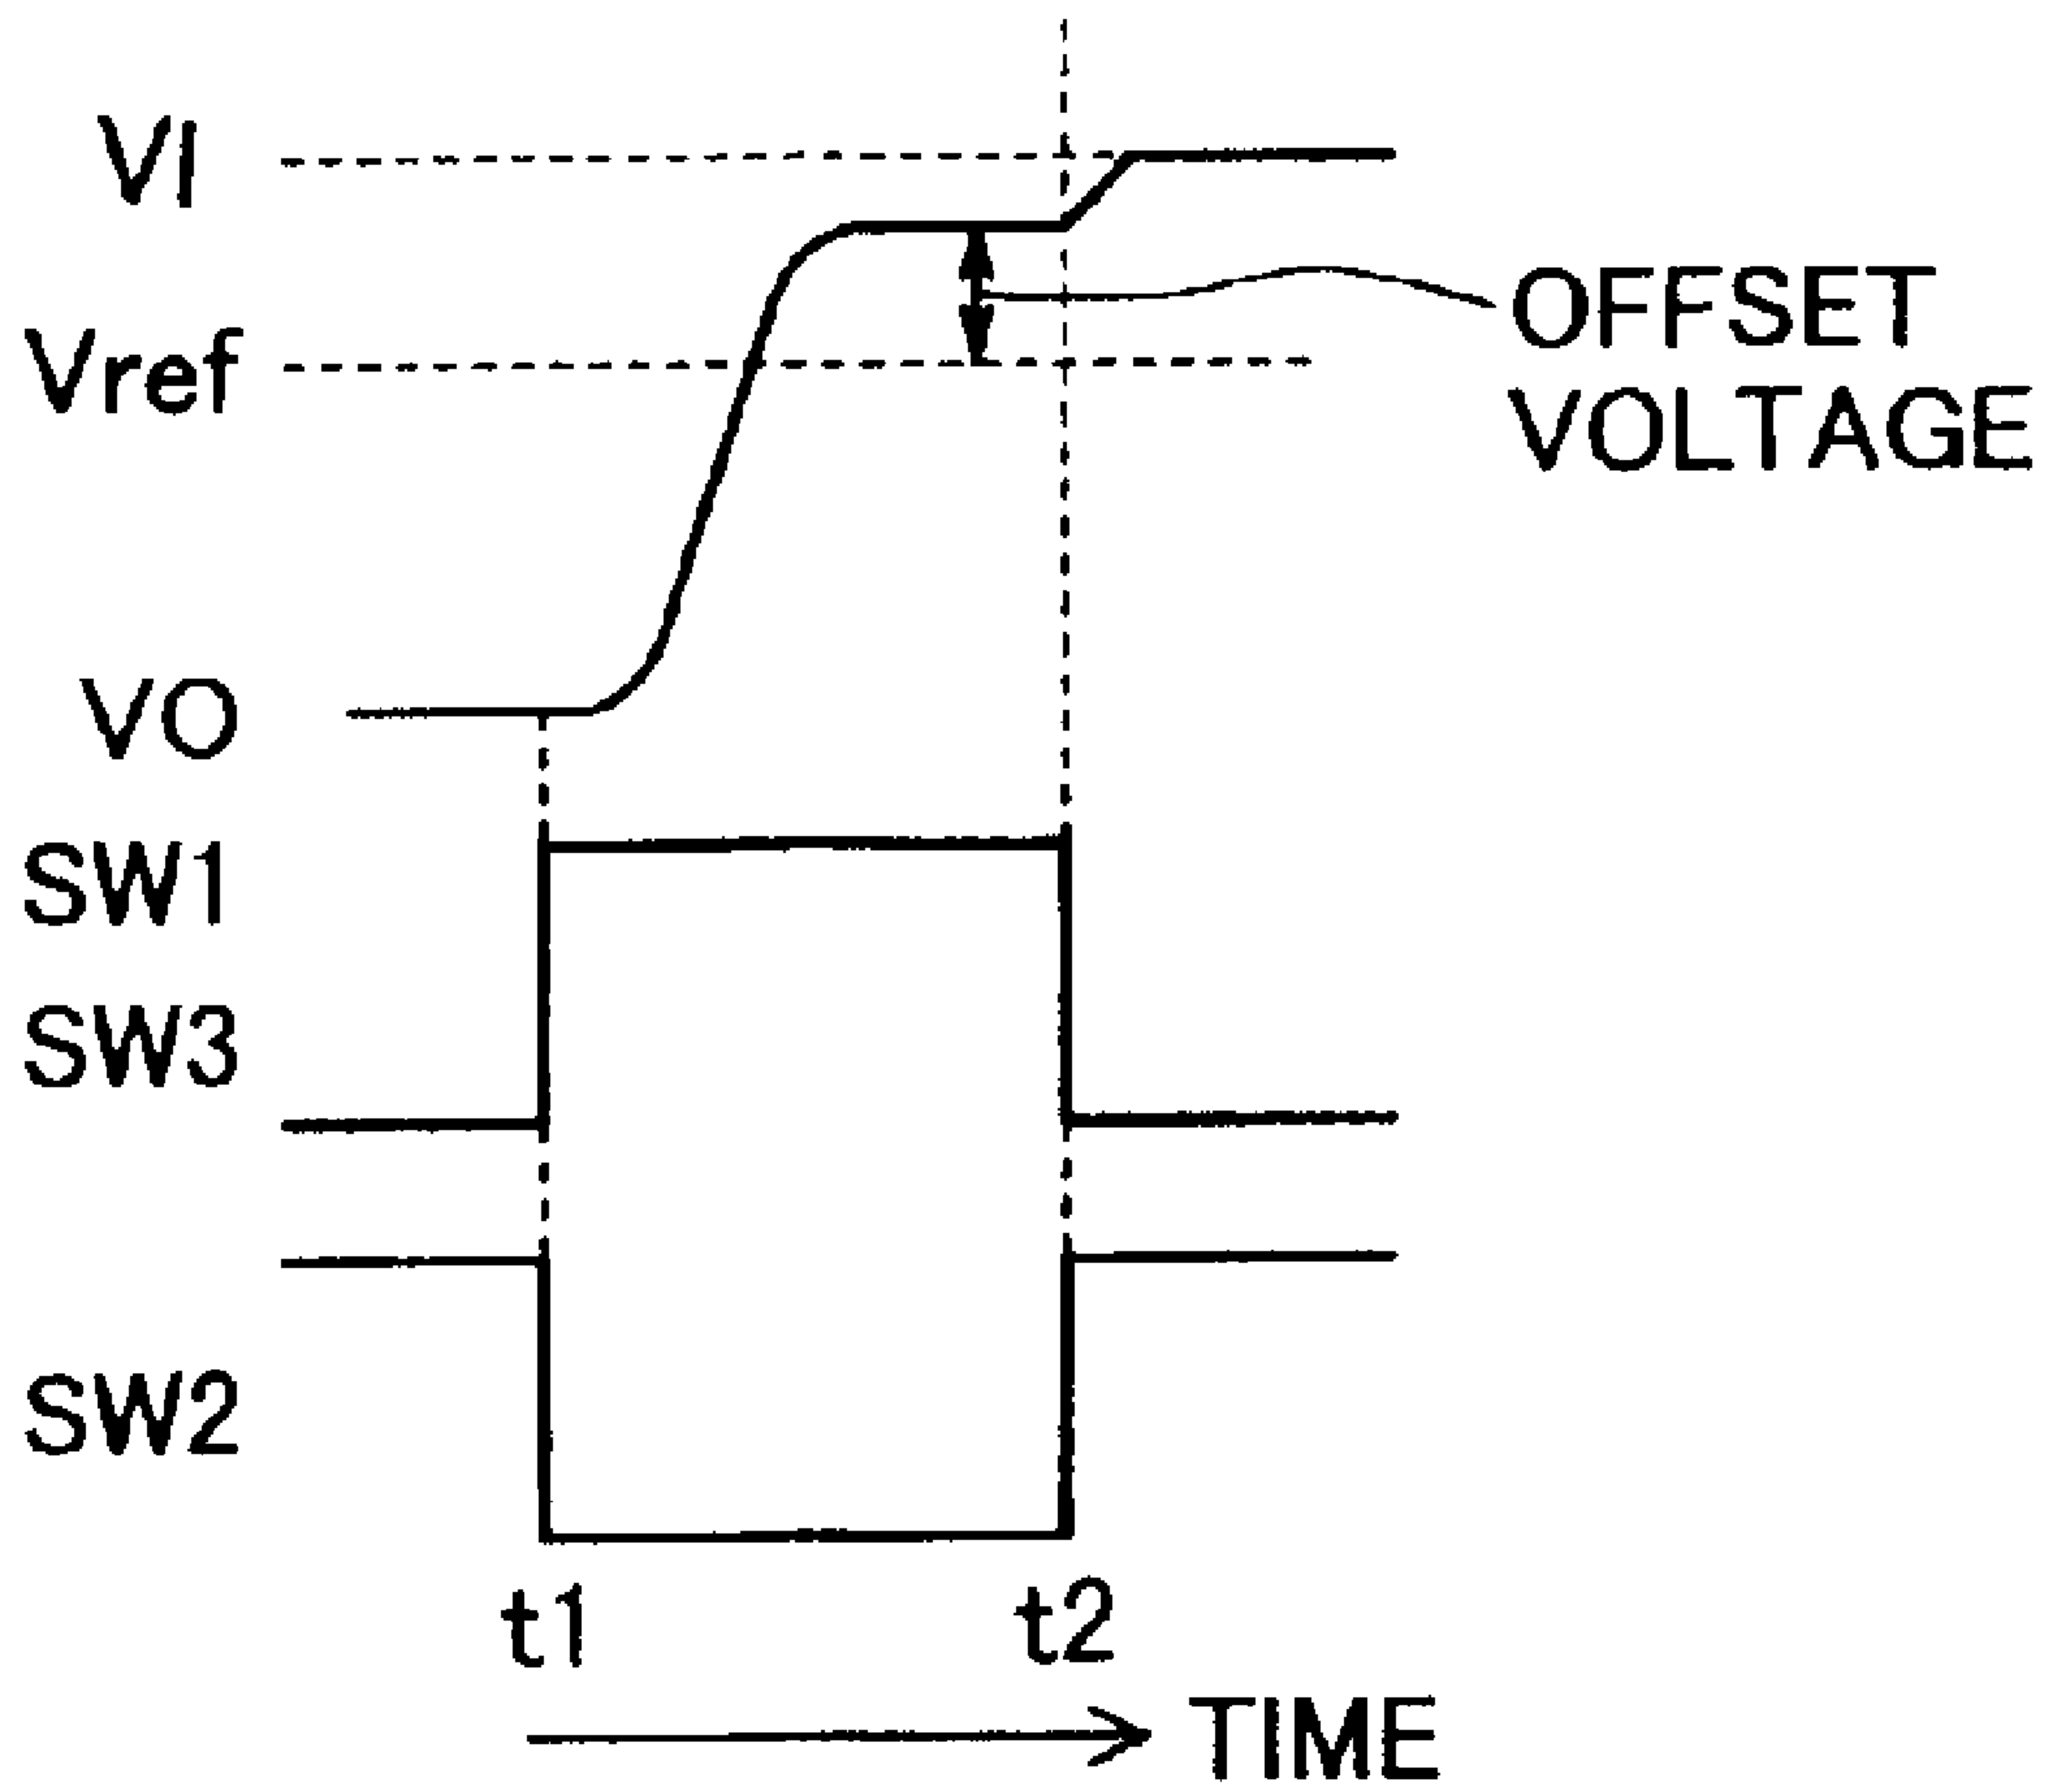 VI
OFFSET
VOLTAGE
Vref
VO
SW1
SW3
SW2
t1 t2
TIME